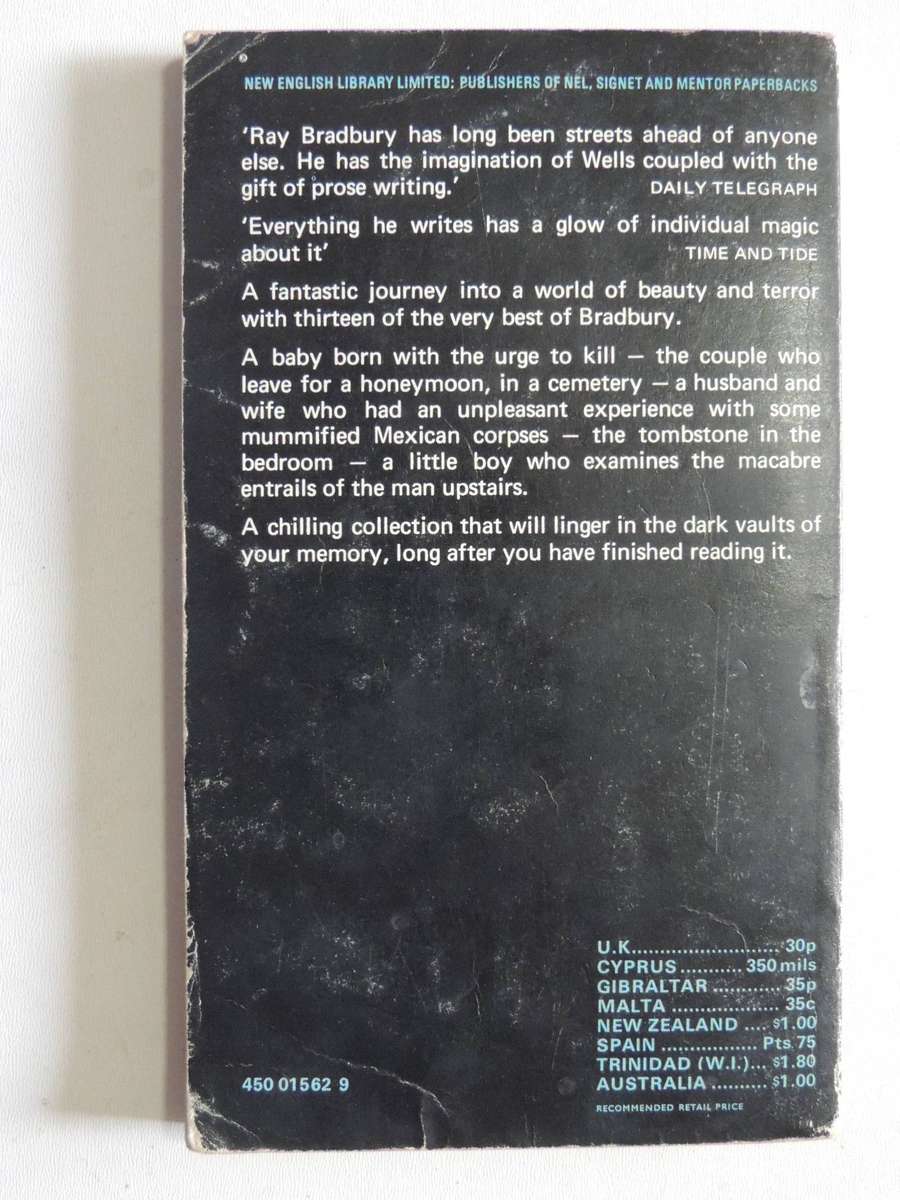 NEW ENGLISH LIBRARY LIMITED: PUBLISHERS OF NEL, SIGNET AND MENTOR PAPERBACKS
‘Ray Bradbury has long been streets ahead of anyone
else. He has the imagination of Wells coupled with the
gift of prose writing.’ DAILY TELEGRAPH
‘Everything he writes has a glow of individual magic
about it’ TIME AND TIDE
A fantastic journey into a world of beauty and terror
with thirteen of the very best of Bradbury.
A baby born with the urge to kill — the couple who
leave for a honeymoon, in a cemetery — a husband and
wife who had an unpleasant experience with some
mummified Mexican corpses — the tombstone in the
bedroom — a little boy who examines the macabre
entrails of the man upstairs.
A chilling collection that will linger in the dark vaults of
your memory, long after you have finished reading it.
U.K.......................... 30p
CYPRUS ........... 350 mils
GIBRALTAR ............ 35p
MALTA ................... 35c
NEW ZEALAND .... $1.00
SPAIN ................. Pts. 75
TRINIDAD (W.I.)... $1.80
AUSTRALIA .......... $1.00
RECOMMENDED RETAIL PRICE
450 01562 9